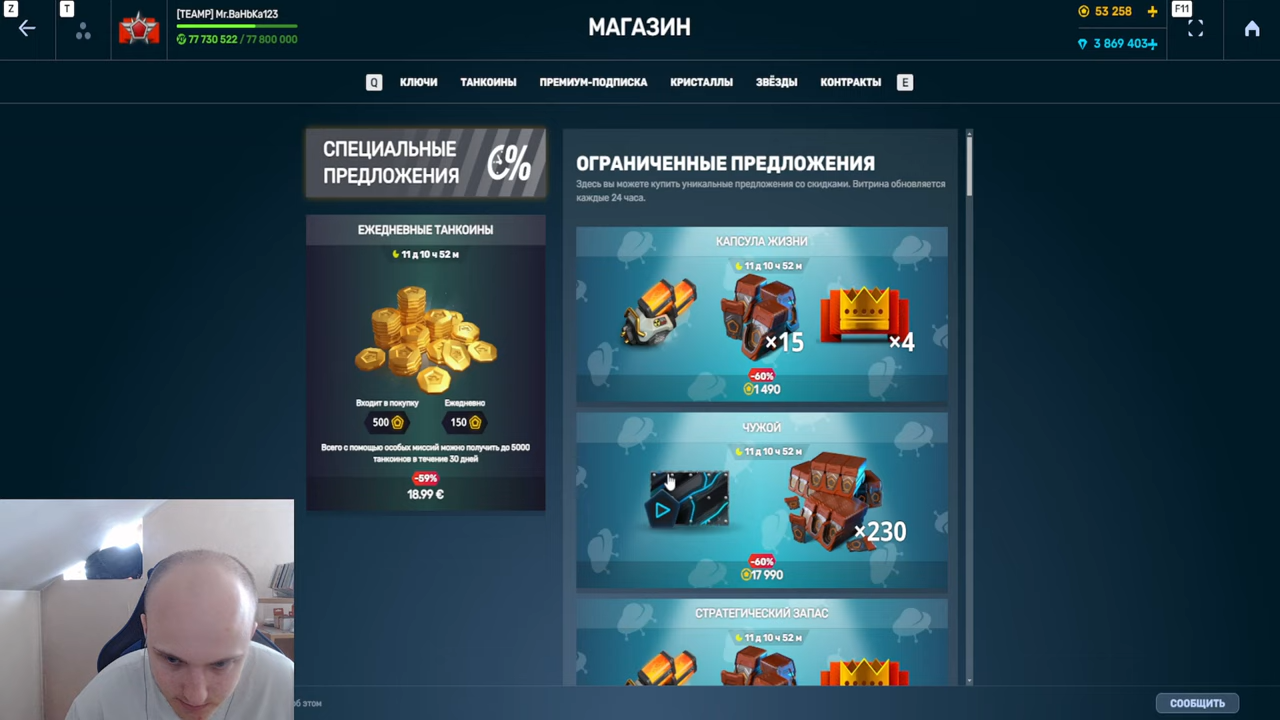 Z
T
[TEAMP] Mr.BaHbKa123
77 730 522 / 77 800 000
МАГАЗИН
53 258 +
3 869 403+
F11
Q КЛЮЧИ ТАНКОИНЫ ПРЕМИУМ-ПОДПИСКА КРИСТАЛЛЫ ЗВЁЗДЫ КОНТРАКТЫ E
СПЕЦИАЛЬНЫЕ
ПРЕДЛОЖЕНИЯ
%
ЕЖЕДНЕВНЫЕ ТАНКОИНЫ
11 д 10 ч 52 м
Входит в покупку Ежедневно
500 150
Всего с помощью особых миссий можно получить до 5000
танкоинов в течение 30 дней
-59%
18.99 €
ОГРАНИЧЕННЫЕ ПРЕДЛОЖЕНИЯ
Здесь вы можете купить уникальные предложения со скидками. Витрина обновляется
каждые 24 часа.
КАПСУЛА ЖИЗНИ
11 д 10 ч 52 м
×15 ×4
-60%
1 490
ЧУЖОЙ
11 д 10 ч 52 м
×230
-60%
17 990
СТРАТЕГИЧЕСКИЙ ЗАПАС
11 д 10 ч 52 м
об этом
СООБЩИТЬ